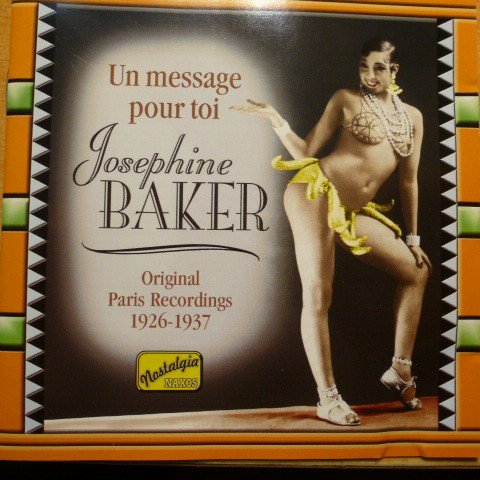 Un message
pour toi
Josephine
BAKER
Original
Paris Recordings
1926-1937
Nostalgia
NAXOS